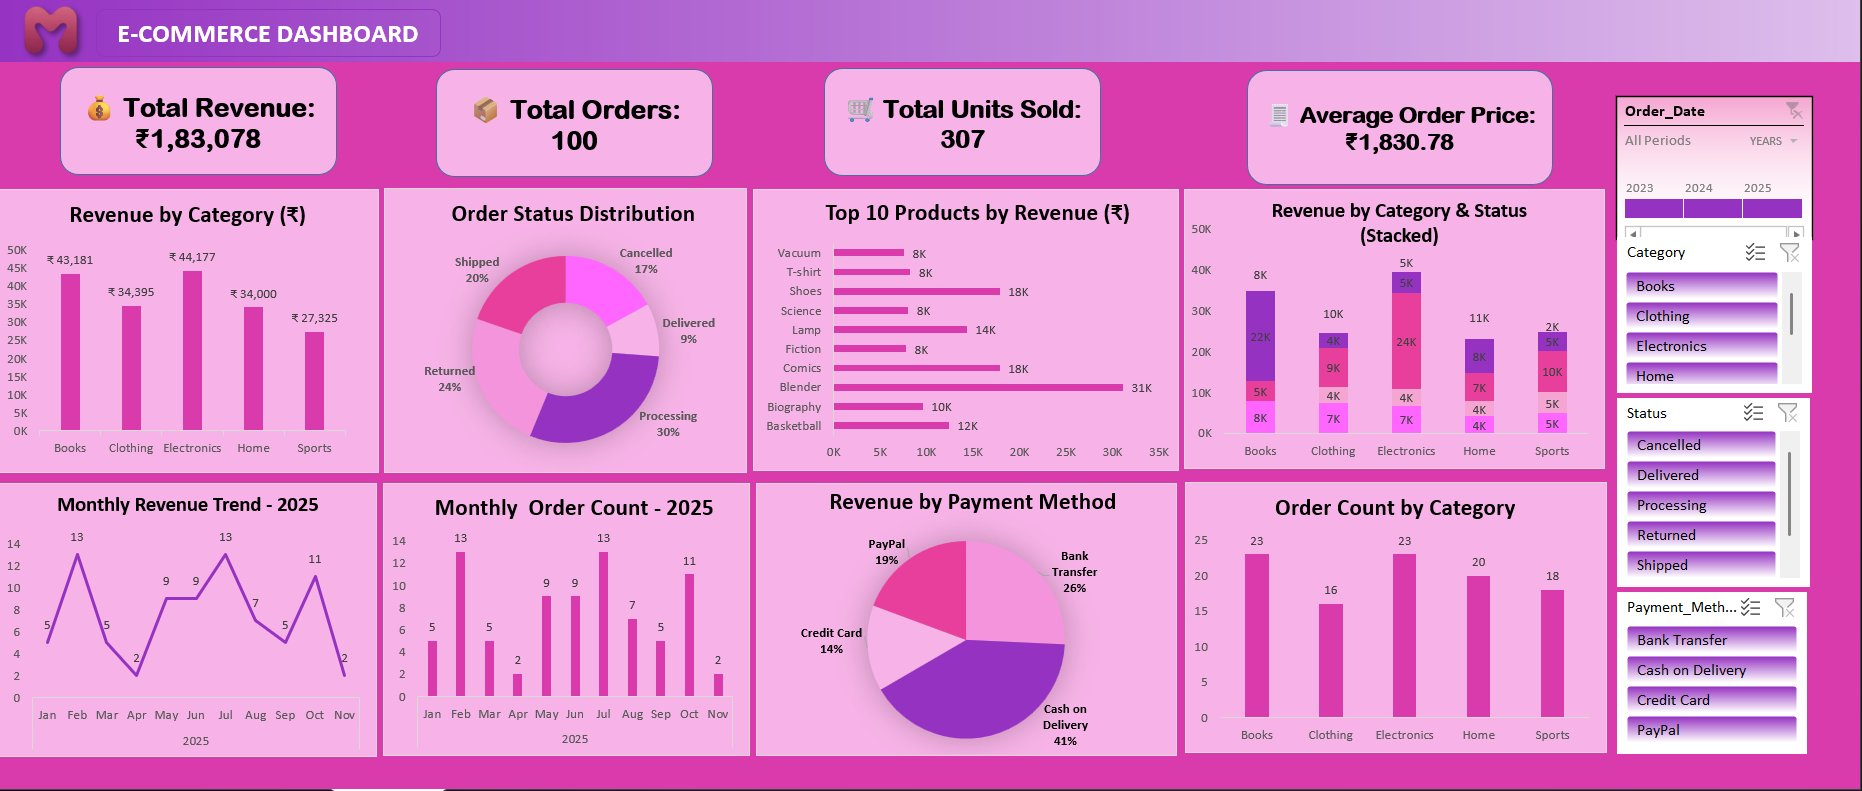 E-COMMERCE DASHBOARD
Total Revenue:
₹1,83,078
Total Orders:
100
Total Units Sold:
307
Average Order Price:
₹1,830.78
Order_Date
All Periods YEARS
2023 2024 2025
Revenue by Category (₹)
50K
45K
40K
35K
30K
25K
20K
15K
10K
5K
0K
₹ 43,181
₹ 34,395
₹ 44,177
₹ 34,000
₹ 27,325
Books Clothing Electronics Home Sports
Order Status Distribution
Cancelled
17%
Delivered
9%
Processing
30%
Returned
24%
Shipped
20%
Top 10 Products by Revenue (₹)
Vacuum 8K
T-shirt 8K
Shoes 18K
Science 8K
Lamp 14K
Fiction 8K
Comics 18K
Blender 31K
Biography 10K
Basketball 12K
0K 5K 10K 15K 20K 25K 30K 35K
Revenue by Category & Status
(Stacked)
50K
40K
30K
20K
10K
0K
8K
22K
5K
8K
10K
4K
9K
4K
7K
5K
5K
24K
4K
7K
11K
8K
7K
4K
4K
2K
5K
10K
5K
5K
Books Clothing Electronics Home Sports
Category
Books
Clothing
Electronics
Home
Status
Cancelled
Delivered
Processing
Returned
Shipped
Payment_Meth...
Bank Transfer
Cash on Delivery
Credit Card
PayPal
Monthly Revenue Trend - 2025
14
12
10
8
6
4
2
0
5 13 5 2 9 9 13 7 5 11 2
Jan Feb Mar Apr May Jun Jul Aug Sep Oct Nov
2025
Monthly Order Count - 2025
14
12
10
8
6
4
2
0
5 13 5 2 9 9 13 7 5 11 2
Jan Feb Mar Apr May Jun Jul Aug Sep Oct Nov
2025
Revenue by Payment Method
Bank
Transfer
26%
Cash on
Delivery
41%
Credit Card
14%
PayPal
19%
Order Count by Category
25
20
15
10
5
0
23 16 23 20 18
Books Clothing Electronics Home Sports